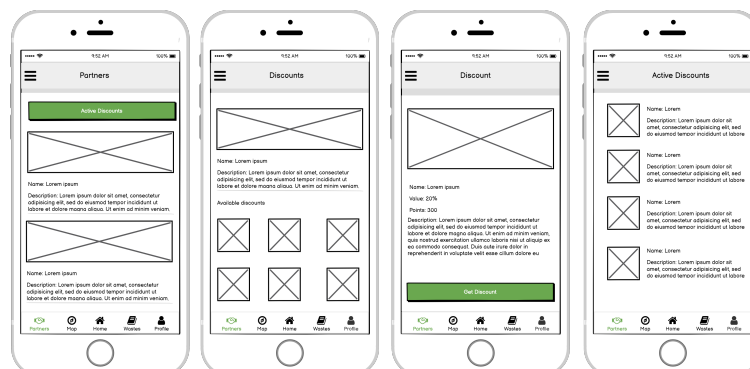 9:52 AM 100%
Partners
Active Discounts
Name: Lorem ipsum
Description: Lorem ipsum dolor sit amet, consectetur
adipisicing elit, sed do eiusmod tempor incididunt ut
labore et dolore magna aliqua. Ut enim ad minim veniam.
Name: Lorem ipsum
Description: Lorem ipsum dolor sit amet, consectetur
adipisicing elit, sed do eiusmod tempor incididunt ut
labore et dolore magna aliqua. Ut enim ad minim veniam.
Partners Map Home Wastes Profile
9:52 AM 100%
Discounts
Name: Lorem ipsum
Description: Lorem ipsum dolor sit amet, consectetur
adipisicing elit, sed do eiusmod tempor incididunt ut
labore et dolore magna aliqua. Ut enim ad minim veniam.
Available discounts
Partners Map Home Wastes Profile
9:52 AM 100%
Discount
Name: Lorem ipsum
Value: 20%
Points: 300
Description: Lorem ipsum dolor sit amet, consectetur
adipisicing elit, sed do eiusmod tempor incididunt ut
labore et dolore magna aliqua. Ut enim ad minim veniam,
quis nostrud exercitation ullamco laboris nisi ut aliquip ex
ea commodo consequat. Duis aute irure dolor in
reprehenderit in voluptate velit esse cillum dolore eu
Get Discount
Partners Map Home Wastes Profile
9:52 AM 100%
Active Discounts
Name: Lorem
Description: Lorem ipsum dolor sit
amet, consectetur adipisicing elit, sed
do eiusmod tempor incididunt ut labore
Name: Lorem
Description: Lorem ipsum dolor sit
amet, consectetur adipisicing elit, sed
do eiusmod tempor incididunt ut labore
Name: Lorem
Description: Lorem ipsum dolor sit
amet, consectetur adipisicing elit, sed
do eiusmod tempor incididunt ut labore
Name: Lorem
Description: Lorem ipsum dolor sit
amet, consectetur adipisicing elit, sed
do eiusmod tempor incididunt ut labore
Partners Map Home Wastes Profile